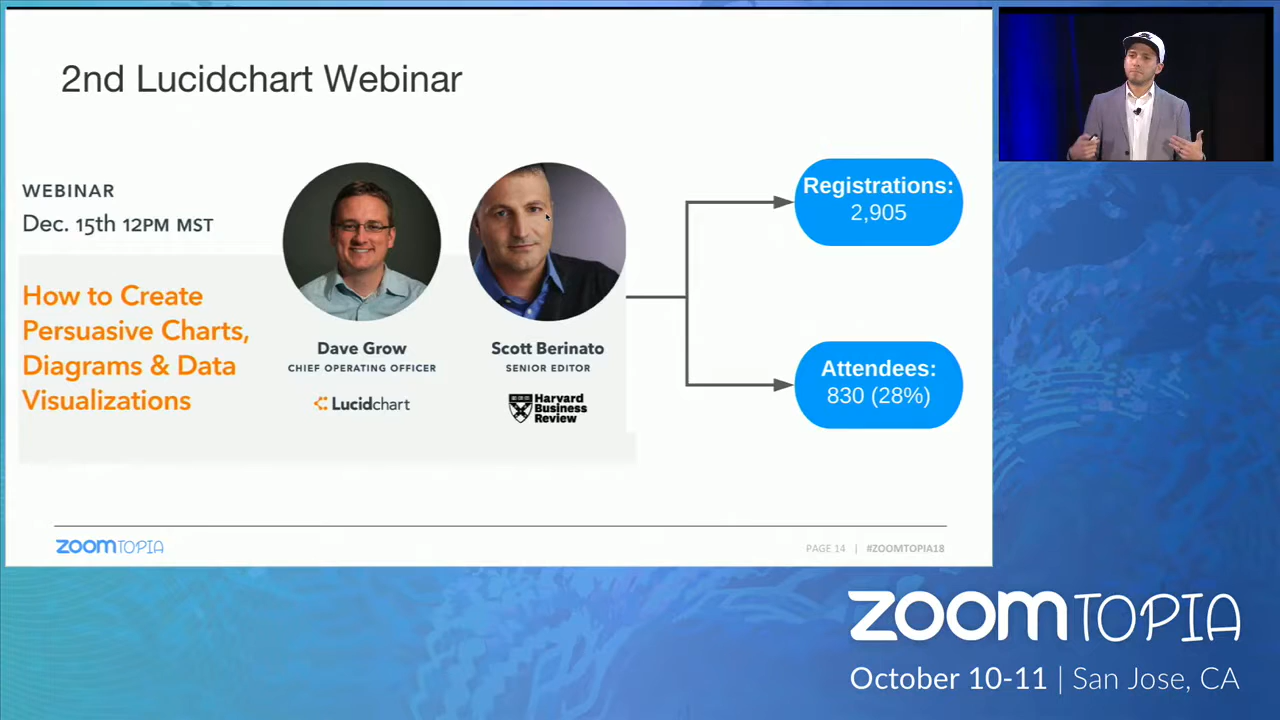 2nd Lucidchart Webinar
WEBINAR
Dec. 15th 12PM MST
How to Create
Persuasive Charts,
Diagrams & Data
Visualizations
Dave Grow
CHIEF OPERATING OFFICER
Lucidchart
Scott Berinato
SENIOR EDITOR
Harvard
Business
Review
Registrations:
2,905
Attendees:
830 (28%)
ZOOMTOPIA
PAGE 14 | #ZOOMTOPIA18
ZOOMTOPIA
October 10-11 | San Jose, CA